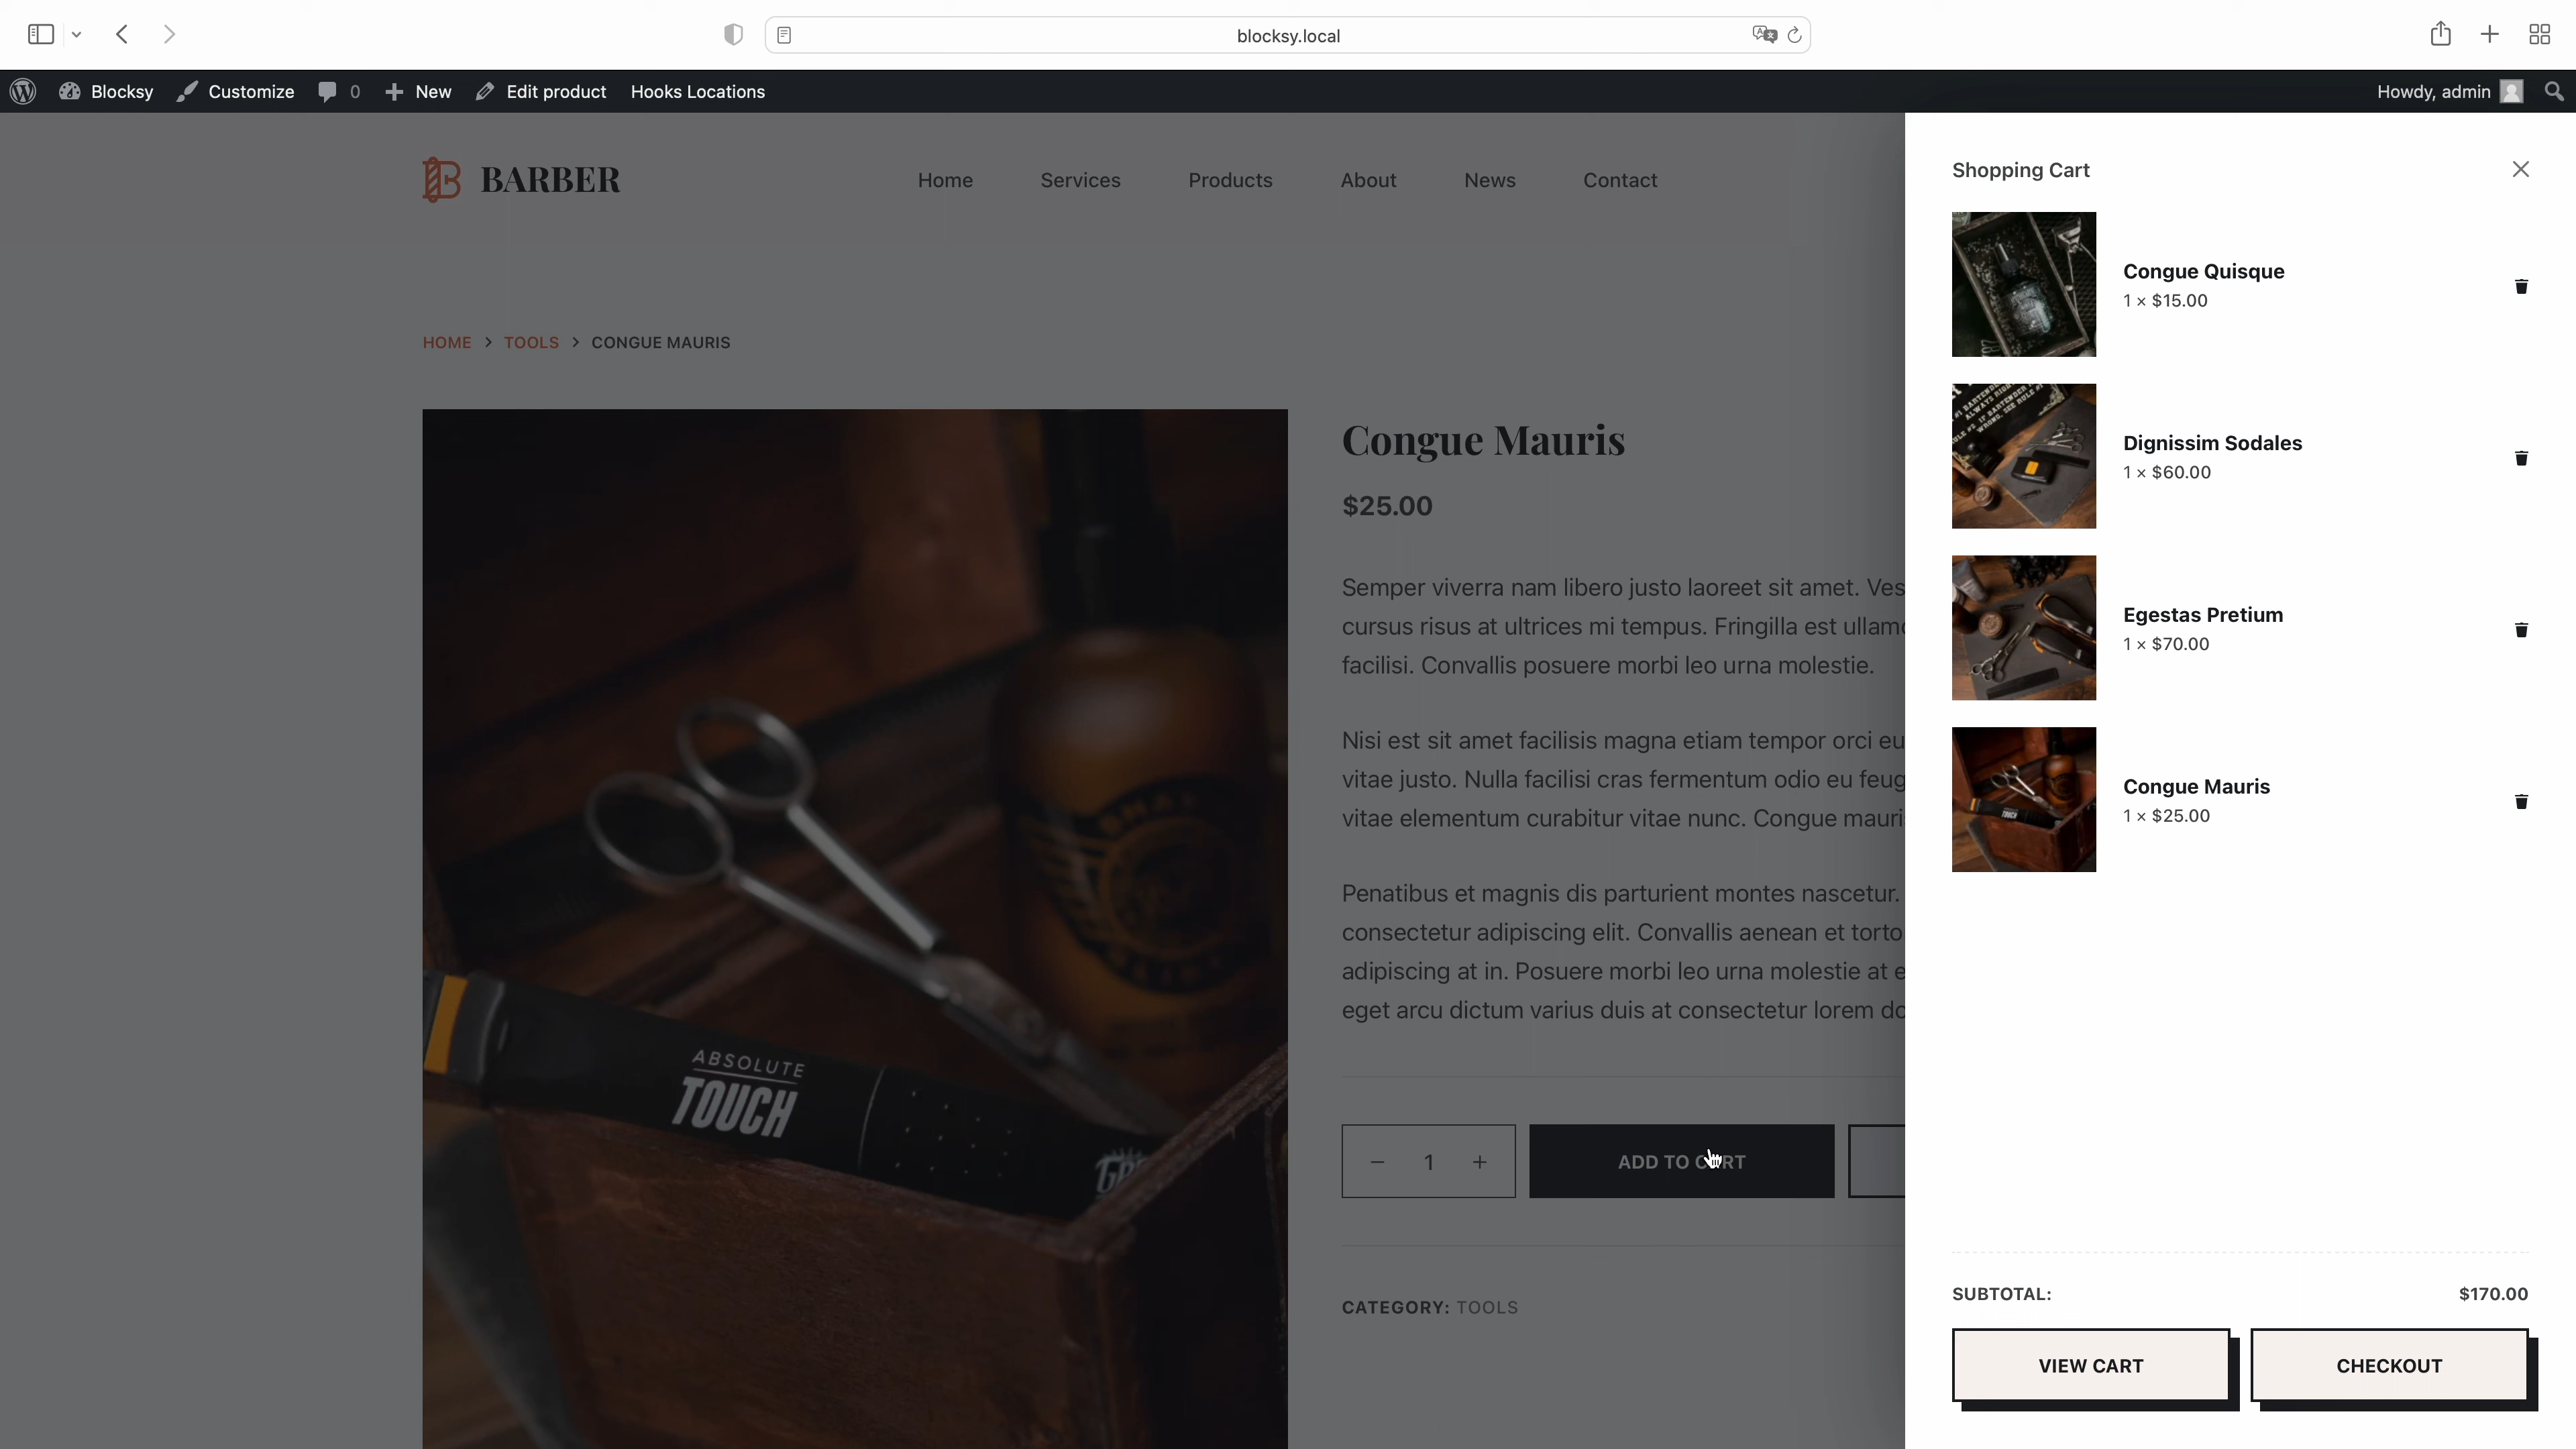 blocksy.local
Blocksy
Customize
0
New
Edit product
Hooks Locations
Howdy, admin
BARBER
Home
Services
Products
About
News
Contact
HOME > TOOLS > CONGUE MAURIS
ABSOLUTE
TOUCH
Congue Mauris
$25.00
Semper viverra nam libero justo laoreet sit amet.
cursus risus at ultrices mi tempus. Fringilla est
facilisi. Convallis posuere morbi leo urna molestie.
Nisi est sit amet facilisis magna etiam tempor orci eu
vitae justo. Nulla facilisi cras fermentum odio eu
vitae elementum curabitur vitae nunc. Congue
Penatibus et magnis dis parturient montes nascetur.
consectetur adipiscing elit. Convallis aenean et
adipiscing at in. Posuere morbi leo urna molestie at
eget arcu dictum varius duis at consectetur lorem
− 1 +
ADD TO CART
CATEGORY: TOOLS
Shopping Cart
Congue Quisque
1 × $15.00
Dignissim Sodales
1 × $60.00
Egestas Pretium
1 × $70.00
Congue Mauris
1 × $25.00
SUBTOTAL:
$170.00
VIEW CART
CHECKOUT